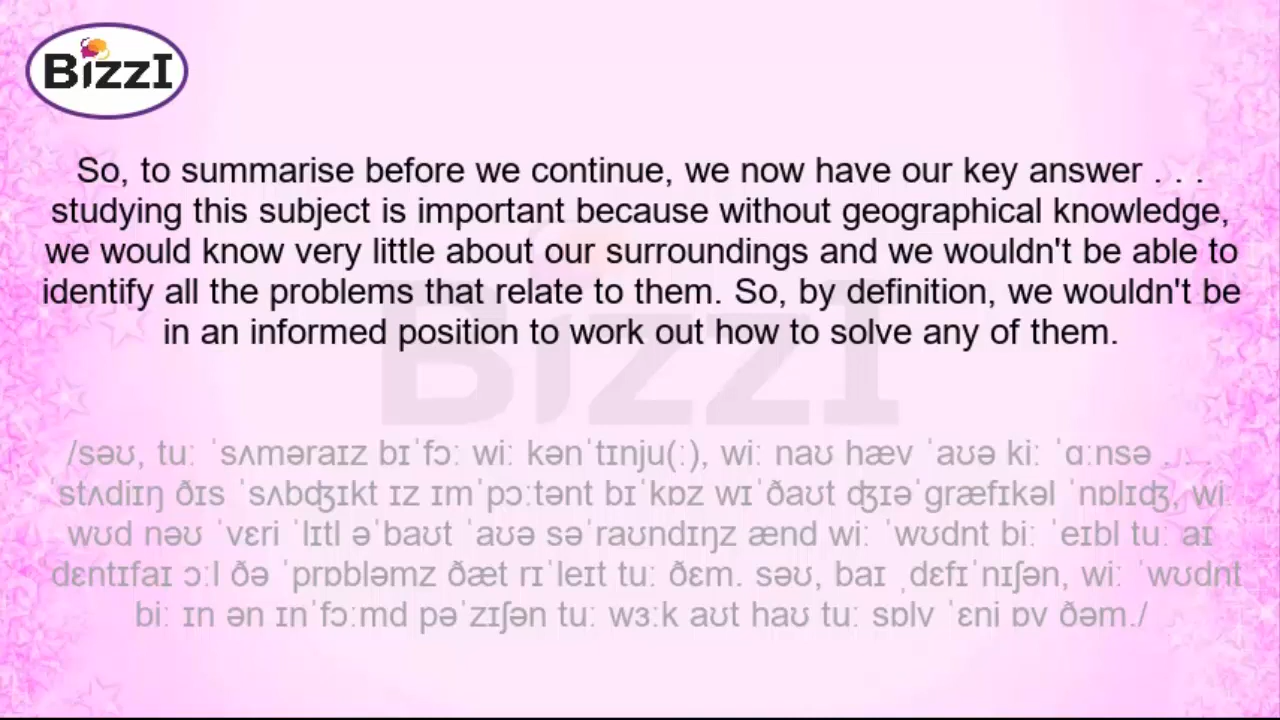 BizzI
So, to summarise before we continue, we now have our key answer . . .
studying this subject is important because without geographical knowledge,
we would know very little about our surroundings and we wouldn't be able to
identify all the problems that relate to them. So, by definition, we wouldn't be
in an informed position to work out how to solve any of them.
BizzI
/səʊ, tuː ˈsʌməraɪz bɪˈfɔː wiː kənˈtɪnju(ː), wiː naʊ hæv ˈaʊə kiː ˈɑːnsə . . .
ˈstʌdiɪŋ ðɪs ˈsʌbʤɪkt ɪz ɪmˈpɔːtənt bɪˈkɒz wɪˈðaʊt ʤɪəˈgræfɪkəl ˈnɒlɪʤ, wiː
wʊd nəʊ ˈvɛri ˈlɪtl əˈbaʊt ˈaʊə səˈraʊndɪŋz ænd wiː ˈwʊdnt biː ˈeɪbl tuː aɪ
ˈdɛntɪfaɪ ɔːl ðə ˈprɒbləmz ðæt rɪˈleɪt tuː ðɛm. səʊ, baɪ ˌdɛfɪˈnɪʃən, wiː ˈwʊdnt
biː ɪn ən ɪnˈfɔːmd pəˈzɪʃən tuː wɜːk aʊt haʊ tuː sɒlv ˈɛni ɒv ðəm./